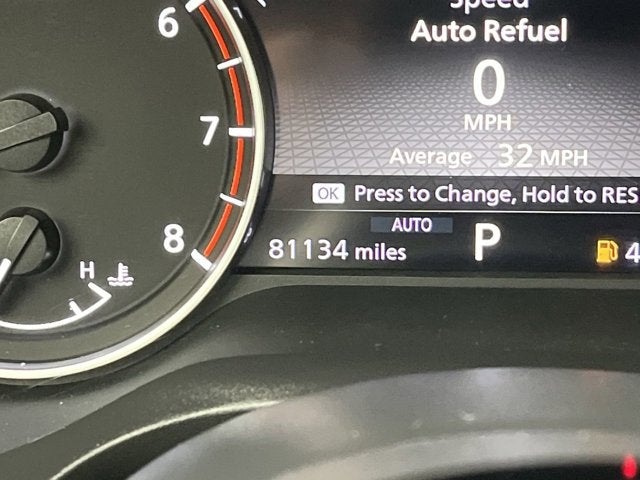 Speed
Auto Refuel
0
MPH
Average 32 MPH
OK Press to Change, Hold to RES
AUTO
81134 miles P 4
6
7
8
H